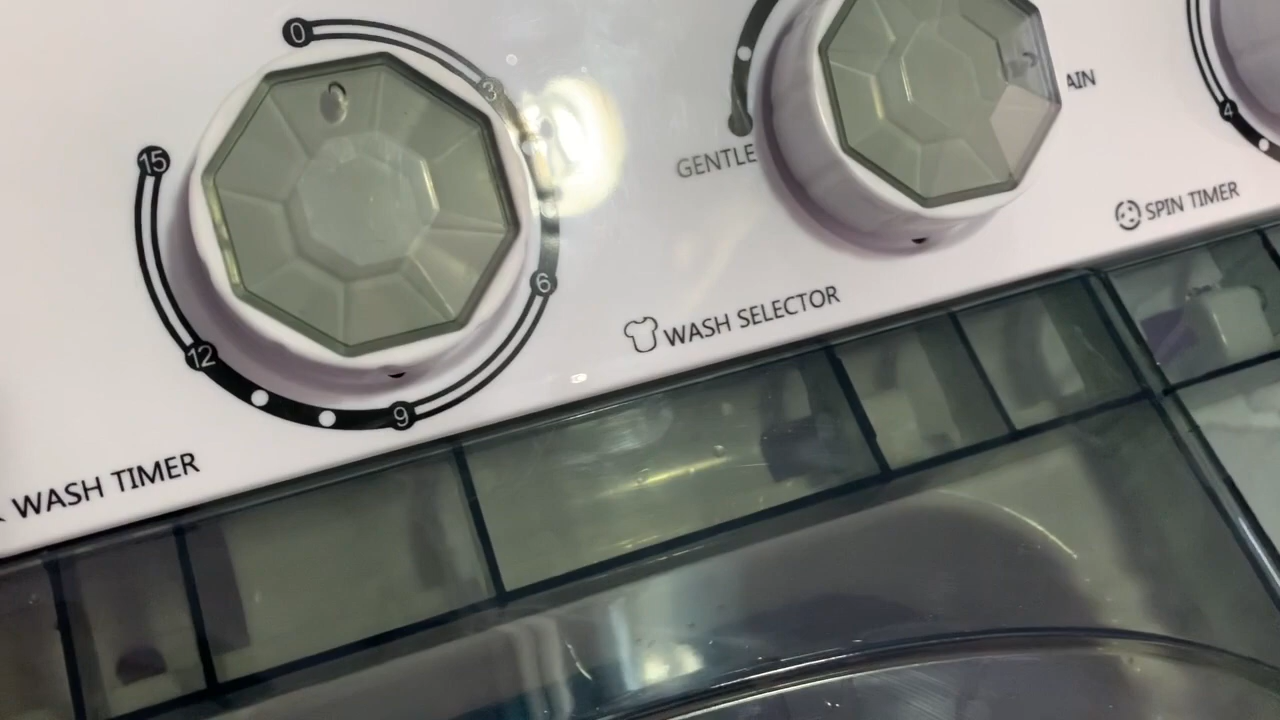 0
3
6
9
12
15
WASH TIMER
GENTLE
AIN
WASH SELECTOR
4
SPIN TIMER